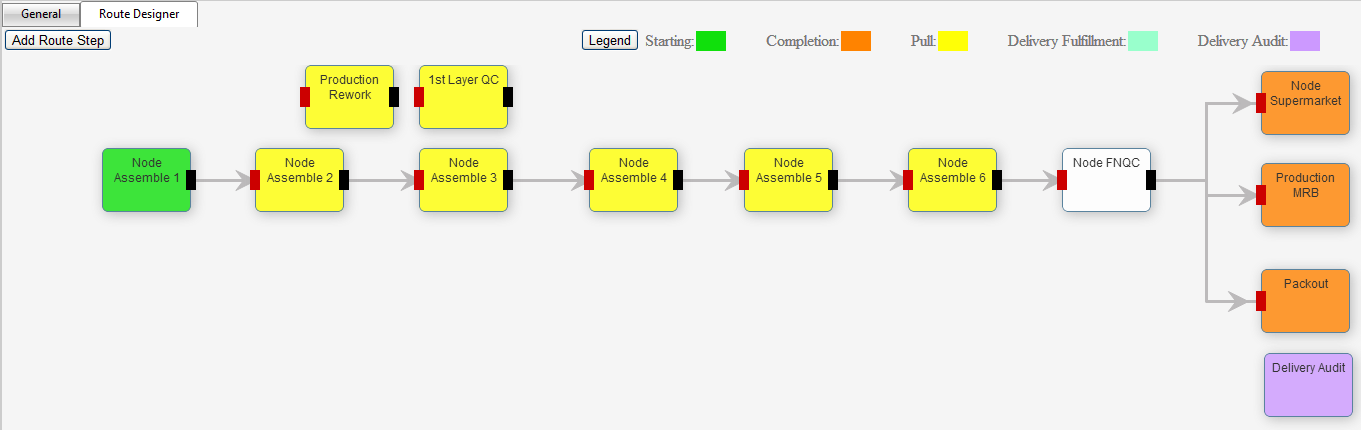 General
Route Designer
Add Route Step
Legend
Starting:
Completion:
Pull:
Delivery Fulfillment:
Delivery Audit:
Production
Rework
1st Layer QC
Node
Supermarket
Node
Assemble 1
Node
Assemble 2
Node
Assemble 3
Node
Assemble 4
Node
Assemble 5
Node
Assemble 6
Node FNQC
Production
MRB
Packout
Delivery Audit